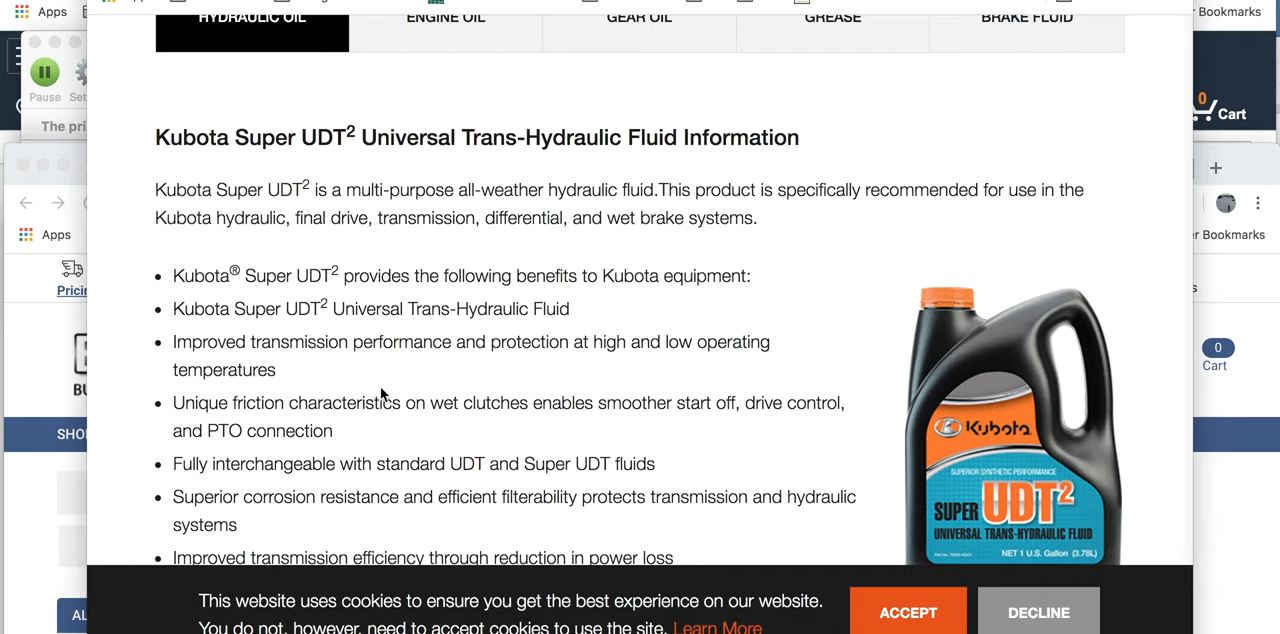 Apps
Bookmarks
HYDRAULIC OIL
ENGINE OIL
GEAR OIL
GREASE
BRAKE FLUID
Pause
Set
0
Cart
The pri
Kubota Super UDT² Universal Trans-Hydraulic Fluid Information
Kubota Super UDT² is a multi-purpose all-weather hydraulic fluid.This product is specifically recommended for use in the
Kubota hydraulic, final drive, transmission, differential, and wet brake systems.
Apps
r Bookmarks
• Kubota® Super UDT² provides the following benefits to Kubota equipment:
Pricin
s
• Kubota Super UDT² Universal Trans-Hydraulic Fluid
• Improved transmission performance and protection at high and low operating
temperatures
0
Cart
BU
• Unique friction characteristics on wet clutches enables smoother start off, drive control,
and PTO connection
SHO
• Fully interchangeable with standard UDT and Super UDT fluids
• Superior corrosion resistance and efficient filterability protects transmission and hydraulic
systems
• Improved transmission efficiency through reduction in power loss
Kubota
SUPERIOR SYNTHETIC PERFORMANCE
SUPER UDT²
UNIVERSAL TRANS-HYDRAULIC FLUID
NET 1 U.S. Gallon (3.78L)
AL
This website uses cookies to ensure you get the best experience on our website.
You do not, however, need to accept cookies to use the site. Learn More
ACCEPT
DECLINE